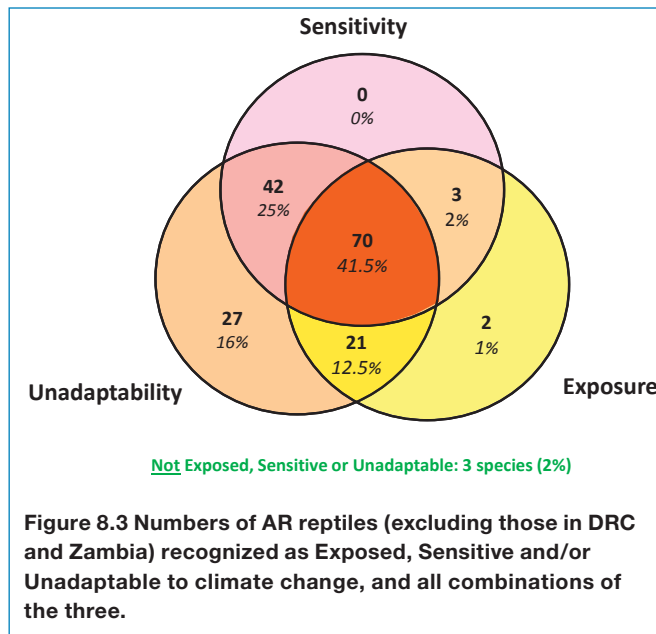 Sensitivity
0
0%
42
25%
3
2%
70
41.5%
27
16%
21
12.5%
2
1%
Unadaptability
Exposure
Not Exposed, Sensitive or Unadaptable: 3 species (2%)
Figure 8.3 Numbers of AR reptiles (excluding those in DRC
and Zambia) recognized as Exposed, Sensitive and/or
Unadaptable to climate change, and all combinations of
the three.